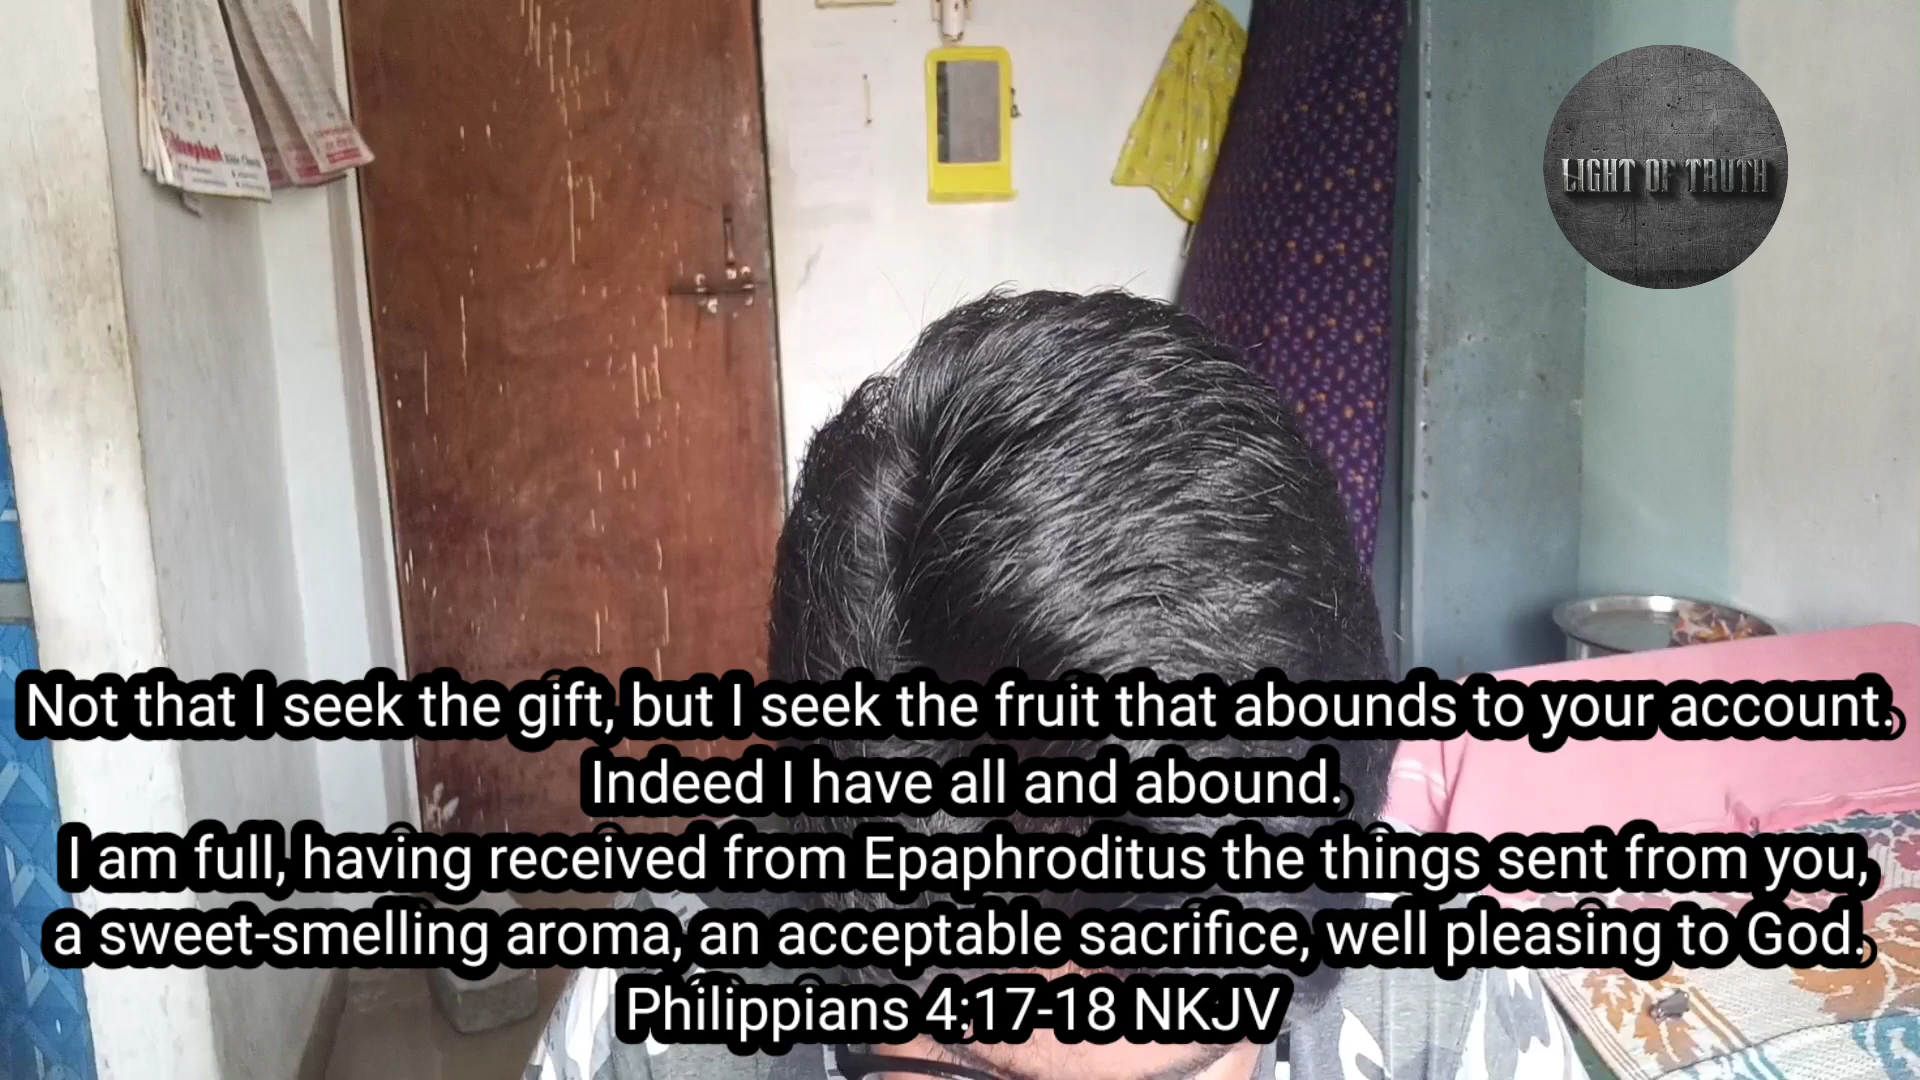 LIGHT OF TRUTH
Not that I seek the gift, but I seek the fruit that abounds to your account.
Indeed I have all and abound.
I am full, having received from Epaphroditus the things sent from you,
a sweet-smelling aroma, an acceptable sacrifice, well pleasing to God.
Philippians 4:17-18 NKJV